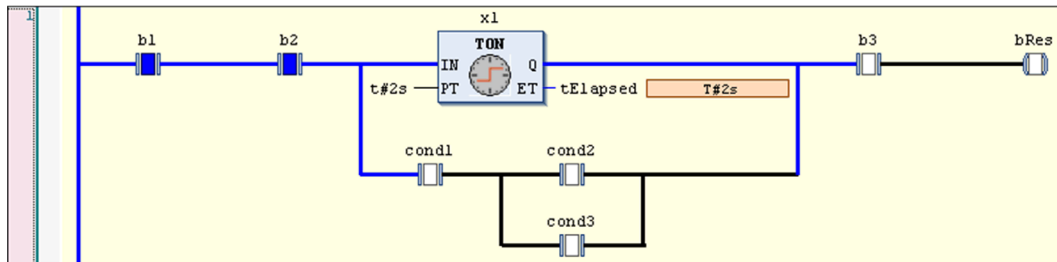 1
x1
b1 b2 TON b3 bRes
IN Q
t#2s PT ET tElapsed T#2s
cond1 cond2
cond3